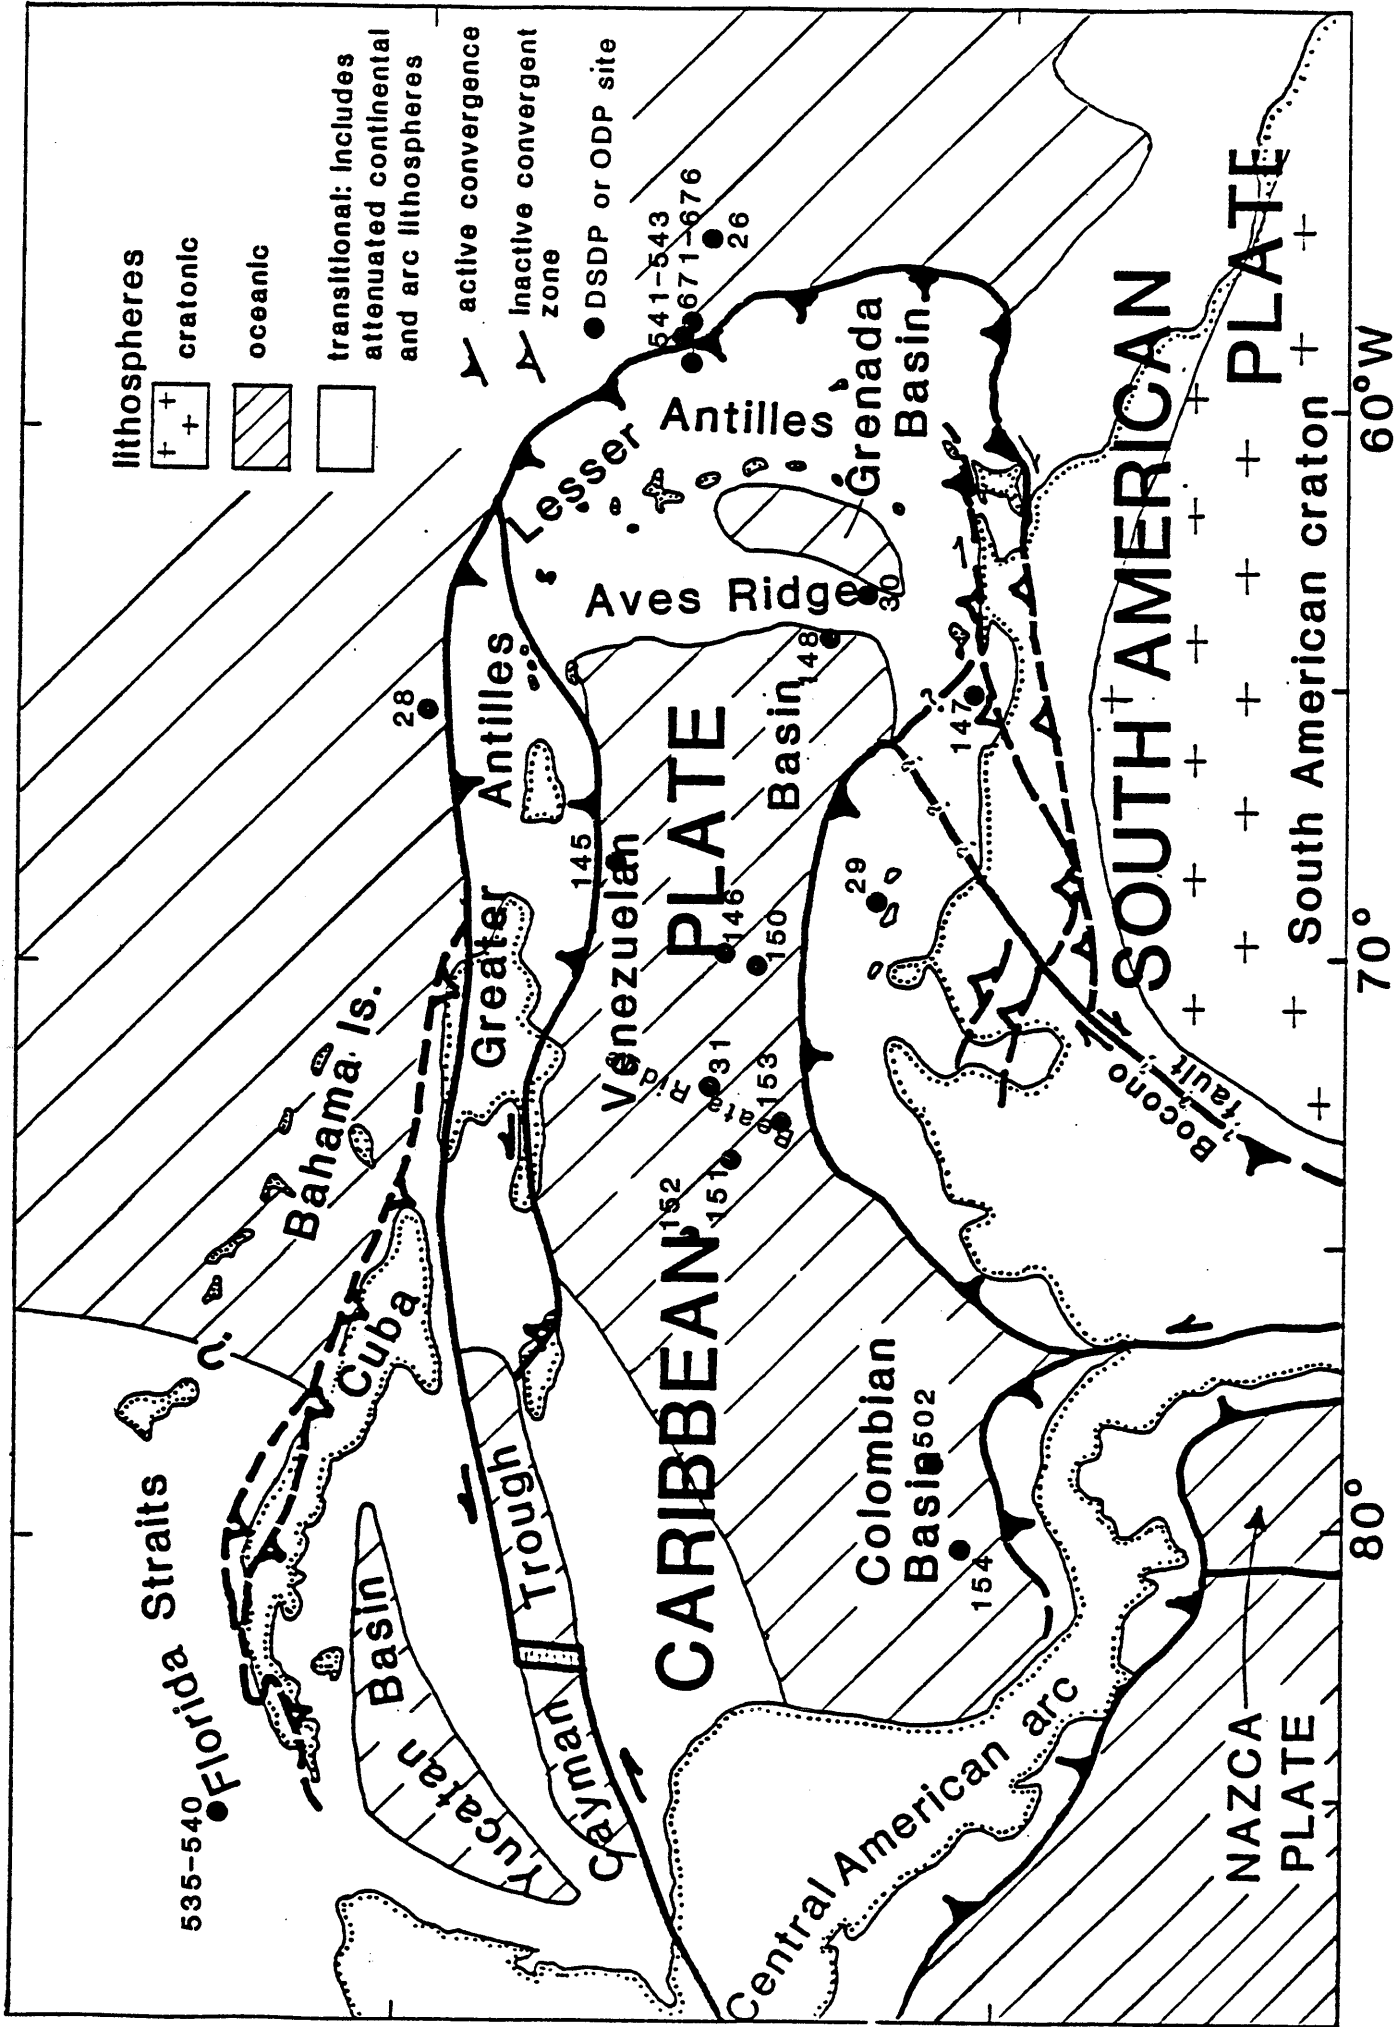 lithospheres
cratonic
oceanic
transitional: includes
attenuated continental
and arc lithospheres
active convergence
inactive convergent
zone
DSDP or ODP site
535-540
Florida Straits
?
Bahama Is.
Cuba
Yucatan
Basin
Cayman
Trough
Greater
Antilles
28
145
Lesser
Antilles
541-543
671-676
26
Grenada
Basin
Aves Ridge
30
148
CARIBBEAN
PLATE
Venezuelan
Basin
146
150
Beata
Rid
31
153
151
152
29
147
Colombian
Basin
502
154
Central American arc
NAZCA
PLATE
Bocono
fault
SOUTH AMERICAN
PLATE
South American craton
80°
70°
60°W